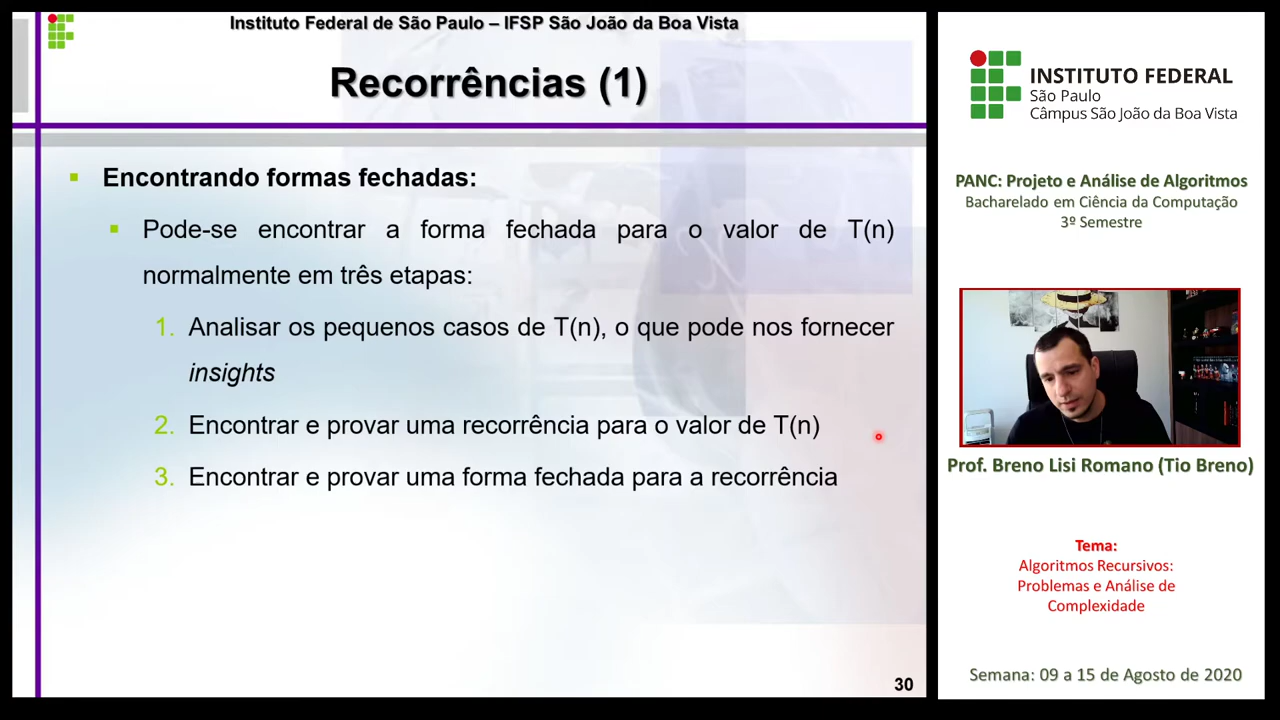 Instituto Federal de São Paulo – IFSP São João da Boa Vista
Recorrências (1)
▪ Encontrando formas fechadas:
▪ Pode-se encontrar a forma fechada para o valor de T(n)
normalmente em três etapas:
1. Analisar os pequenos casos de T(n), o que pode nos fornecer
insights
2. Encontrar e provar uma recorrência para o valor de T(n)
3. Encontrar e provar uma forma fechada para a recorrência
30
INSTITUTO FEDERAL
São Paulo
Câmpus São João da Boa Vista
PANC: Projeto e Análise de Algoritmos
Bacharelado em Ciência da Computação
3º Semestre
Prof. Breno Lisi Romano (Tio Breno)
Tema:
Algoritmos Recursivos:
Problemas e Análise de
Complexidade
Semana: 09 a 15 de Agosto de 2020